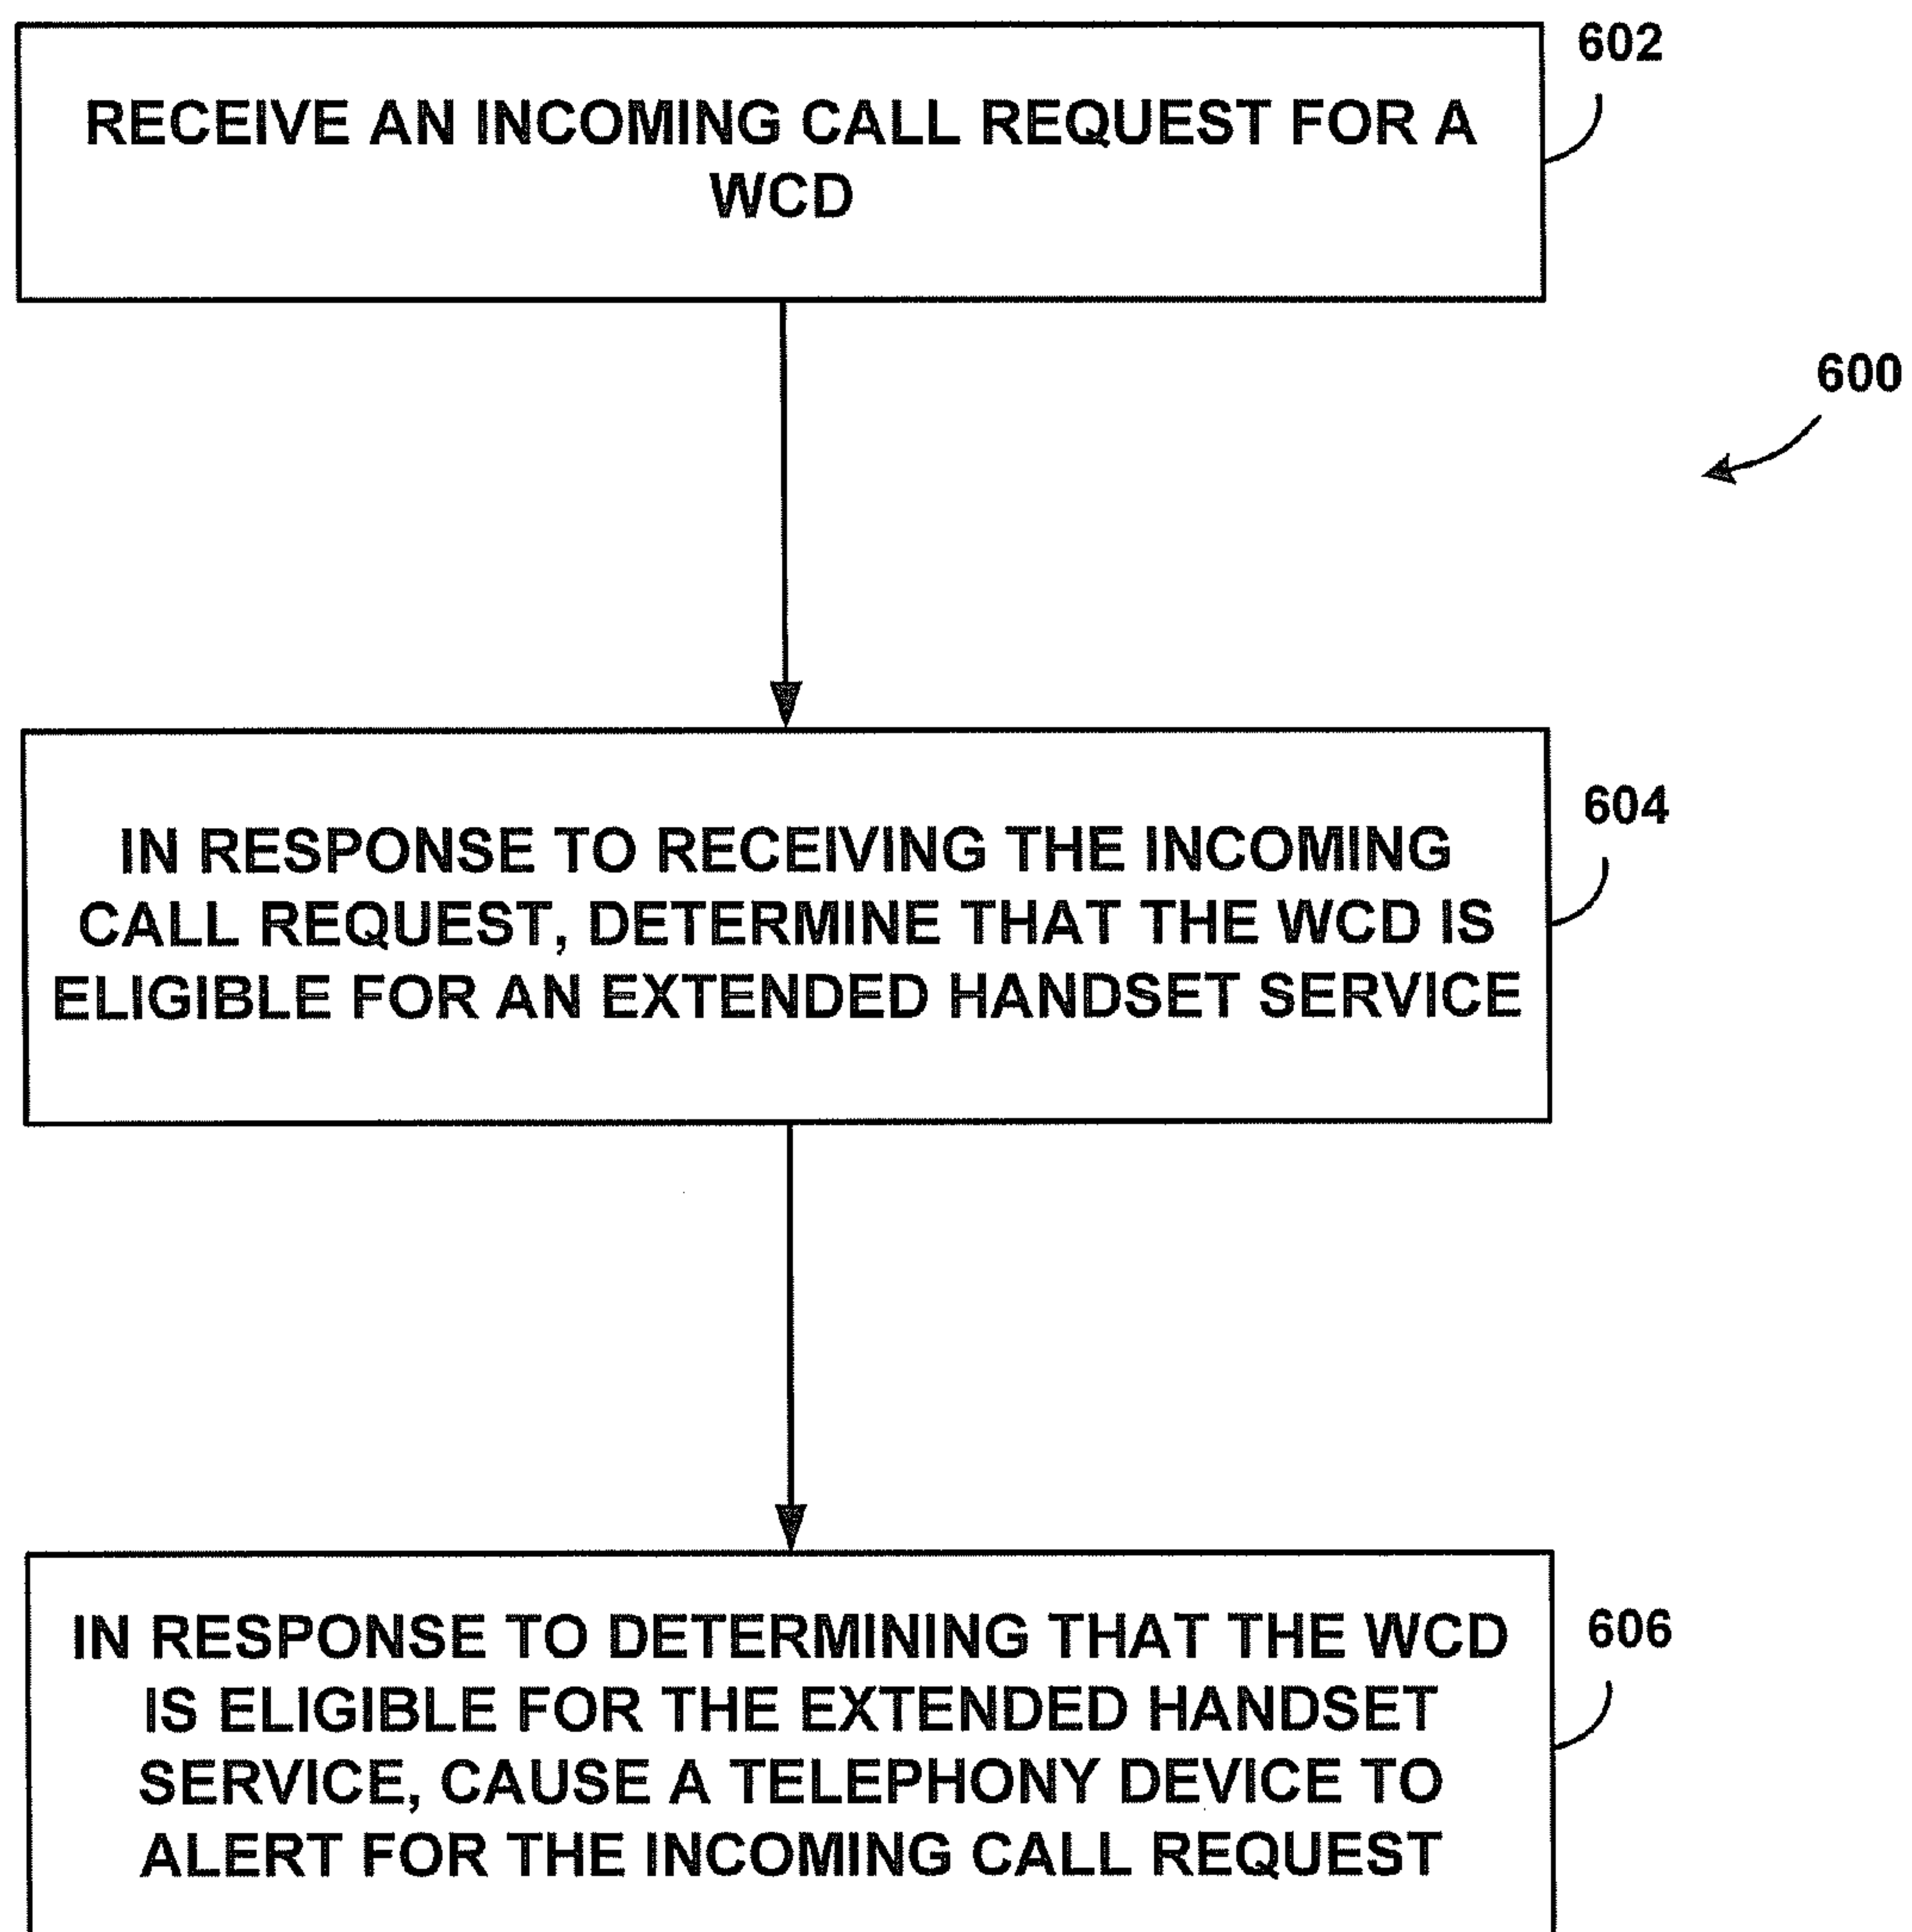 602
RECEIVE AN INCOMING CALL REQUEST FOR A
WCD
600
604
IN RESPONSE TO RECEIVING THE INCOMING
CALL REQUEST, DETERMINE THAT THE WCD IS
ELIGIBLE FOR AN EXTENDED HANDSET SERVICE
606
IN RESPONSE TO DETERMINING THAT THE WCD
IS ELIGIBLE FOR THE EXTENDED HANDSET
SERVICE, CAUSE A TELEPHONY DEVICE TO
ALERT FOR THE INCOMING CALL REQUEST